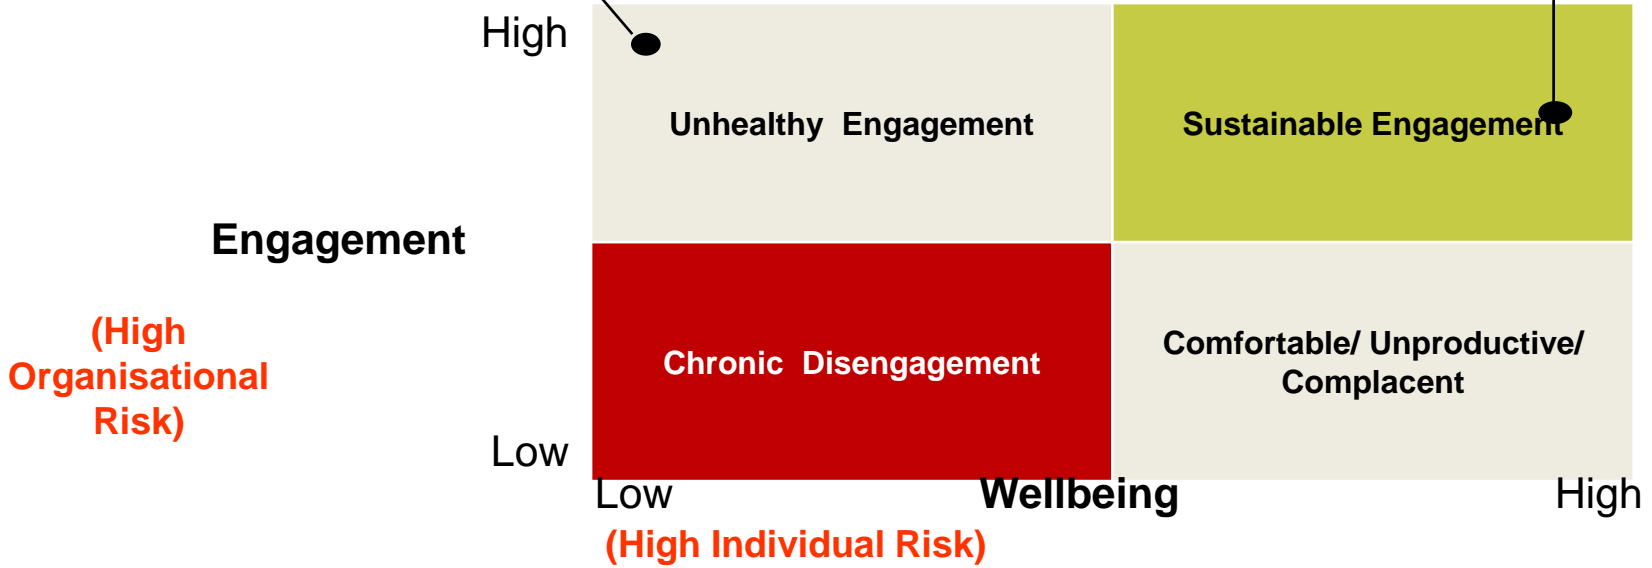 High
Unhealthy Engagement
Sustainable Engagement
Engagement
(High
Organisational
Risk)
Chronic Disengagement
Comfortable/ Unproductive/
Complacent
Low
Low
Wellbeing
High
(High Individual Risk)